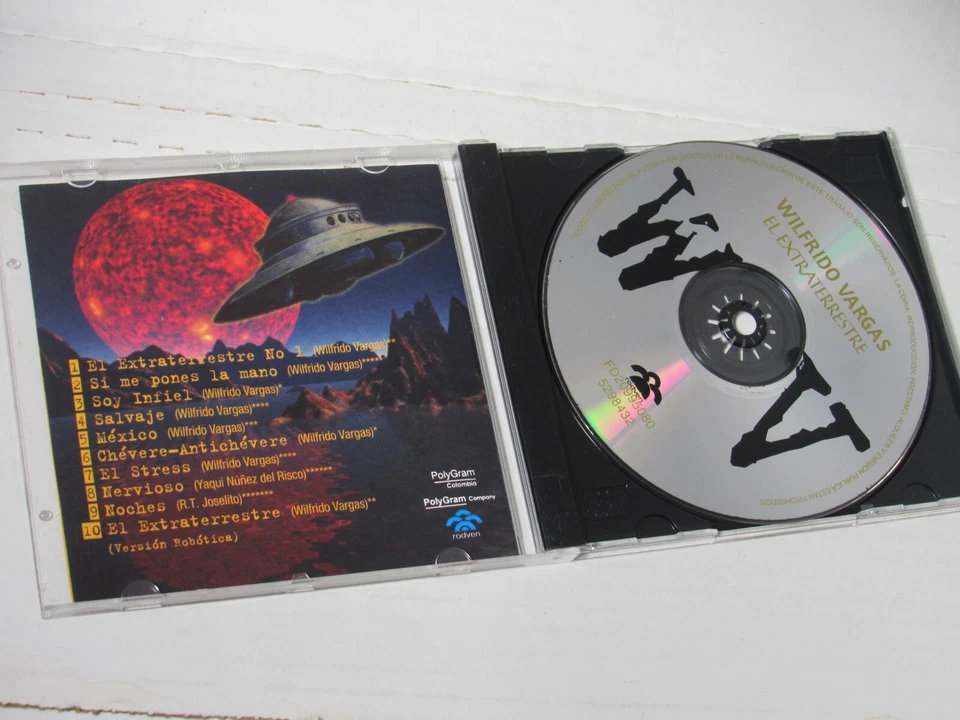 1 El Extraterrestre No 1 (Wilfrido Vargas)**
2 Si me pones la mano (Wilfrido Vargas)*****
3 Soy Infiel (Wilfrido Vargas)*
4 Salvaje (Wilfrido Vargas)****
5 México (Wilfrido Vargas)***
6 Chévere-Antichévere (Wilfrido Vargas)*
7 El Stress (Wilfrido Vargas)****
8 Nervioso (Yaqui Núñez del Risco)******
9 Noches (R.T. Joselito)*******
10 El Extraterrestre (Wilfrido Vargas)**
(Versión Robótica)
PolyGram
Colombia
PolyGram Company
rodven
WILFRIDO VARGAS
EL EXTRATERRESTRE
W
V
5298432